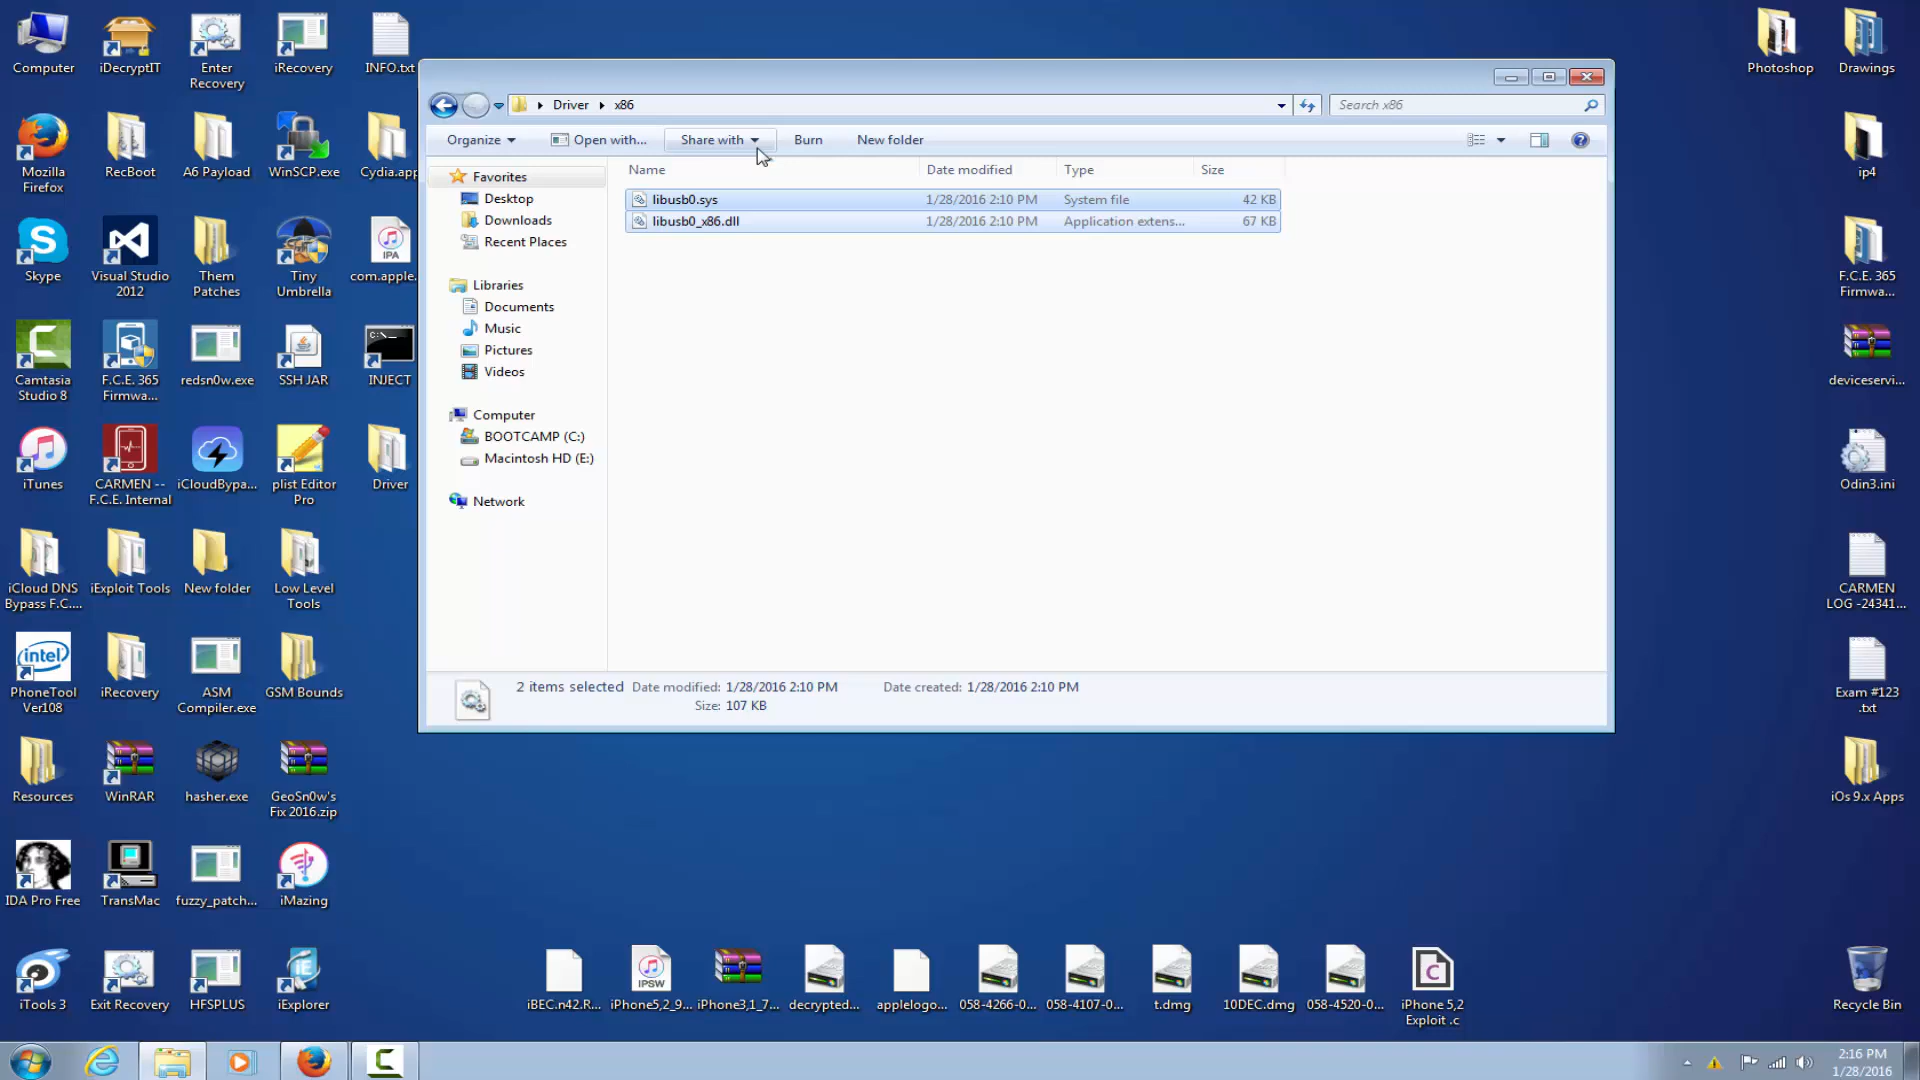 Computer
iDecryptIT
Enter
Recovery
iRecovery
INFO.txt
Photoshop
Drawings
Mozilla
Firefox
RecBoot
A6 Payload
WinSCP.exe
Cydia.app
ip4
Skype
Visual Studio
2012
Them
Patches
Tiny
Umbrella
IPA
com.apple.
F.C.E. 365
Firmwa...
Camtasia
Studio 8
F.C.E. 365
Firmwa...
redsn0w.exe
SSH JAR
C:\._
INJECT
deviceservi...
iTunes
CARMEN --
F.C.E. Internal
iCloudBypa...
plist Editor
Pro
Driver
Odin3.ini
iCloud DNS
Bypass F.C....
iExploit Tools
New folder
Low Level
Tools
CARMEN
LOG -24341...
intel
PhoneTool
Ver108
iRecovery
ASM
Compiler.exe
GSM Bounds
Exam #123
.txt
Resources
WinRAR
hasher.exe
GeoSn0w's
Fix 2016.zip
iOs 9.x Apps
IDA Pro Free
TransMac
fuzzy_patch...
iMazing
iTools 3
Exit Recovery
HFSPLUS
iE
iExplorer
iBEC.n42.R...
IPSW
iPhone5,2_9...
iPhone3,1_7...
decrypted...
applelogo...
058-4266-0...
058-4107-0...
t.dmg
10DEC.dmg
058-4520-0...
C
iPhone 5,2
Exploit .c
Recycle Bin
Driver
x86
Search x86
Organize
Open with...
Share with
Burn
New folder
Favorites
Desktop
Downloads
Recent Places
Libraries
Documents
Music
Pictures
Videos
Computer
BOOTCAMP (C:)
Macintosh HD (E:)
Network
Name Date modified Type Size
libusb0.sys 1/28/2016 2:10 PM System file 42 KB
libusb0_x86.dll 1/28/2016 2:10 PM Application extens... 67 KB
2 items selected Date modified: 1/28/2016 2:10 PM Date created: 1/28/2016 2:10 PM
Size: 107 KB
2:16 PM
1/28/2016